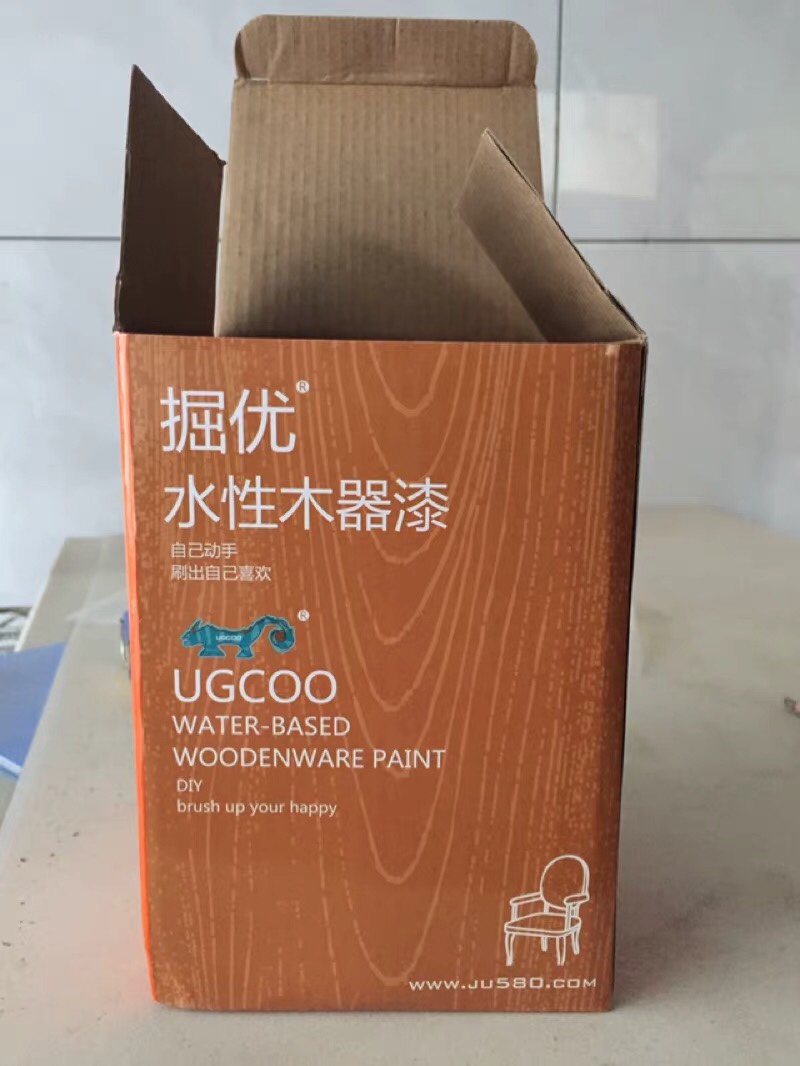 掘优®
水性木器漆
自己动手
刷出自己喜欢
UGCOO ®
UGCOO
WATER-BASED
WOODENWARE PAINT
DIY
brush up your happy
www.JU580.COM